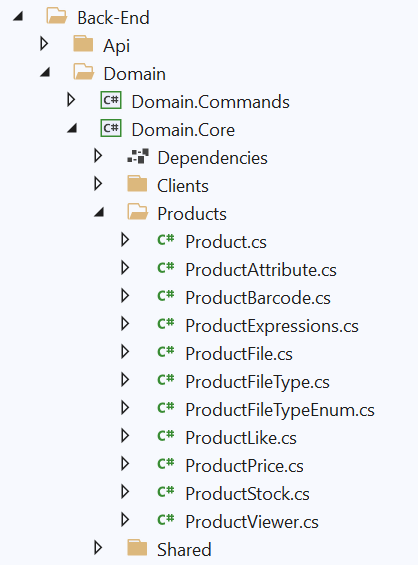 Back-End
Api
Domain
C# Domain.Commands
C# Domain.Core
Dependencies
Clients
Products
C# Product.cs
C# ProductAttribute.cs
C# ProductBarcode.cs
C# ProductExpressions.cs
C# ProductFile.cs
C# ProductFileType.cs
C# ProductFileTypeEnum.cs
C# ProductLike.cs
C# ProductPrice.cs
C# ProductStock.cs
C# ProductViewer.cs
Shared